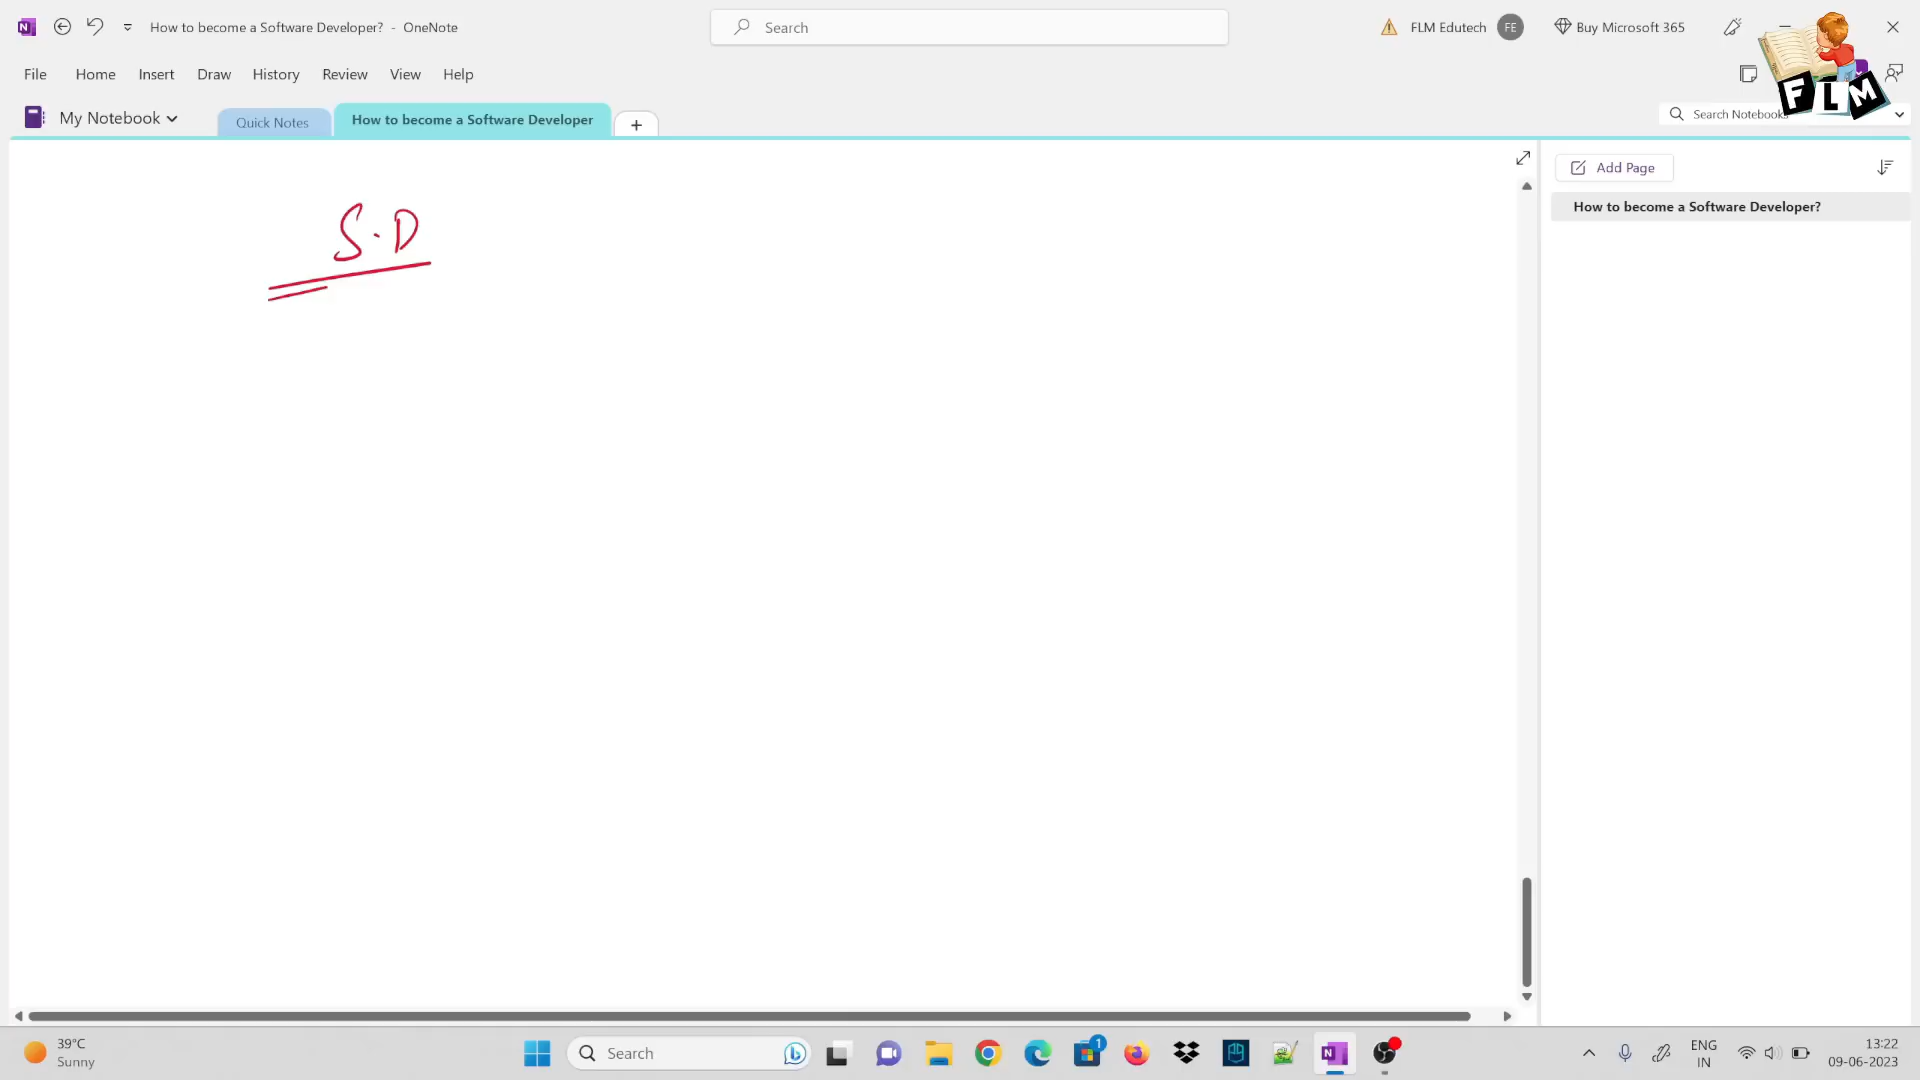 How to become a Software Developer? - OneNote
Search
FLM Edutech FE Buy Microsoft 365
File Home Insert Draw History Review View Help
FLM
My Notebook Quick Notes How to become a Software Developer +
Search Notebooks
Add Page
How to become a Software Developer?
S.D
39°C
Sunny
Search
1
ENG
IN
13:22
09-06-2023